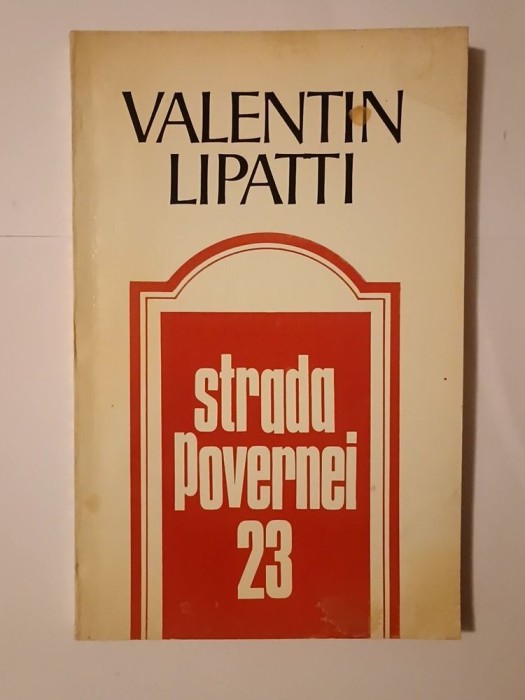 VALENTIN
LIPATTI
strada
povernei
23